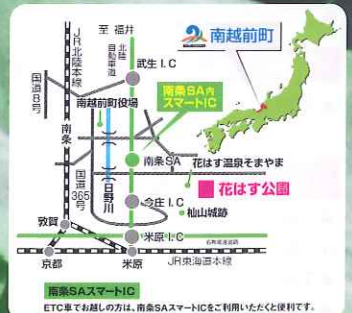 至 福井
JR北陸本線
北陸自動車道
国道8号
武生I.C
南越前町
南越前町役場
南条SA内
スマートIC
南条
南条SA
花はす温泉そまやま
国道365号
日野川
花はす公園
今庄I.C
杣山城跡
敦賀
米原I.C
京都
米原
JR東海道本線
南条SAスマートIC
ETC車でお越しの方は、南条SAスマートICをご利用いただくと便利です。